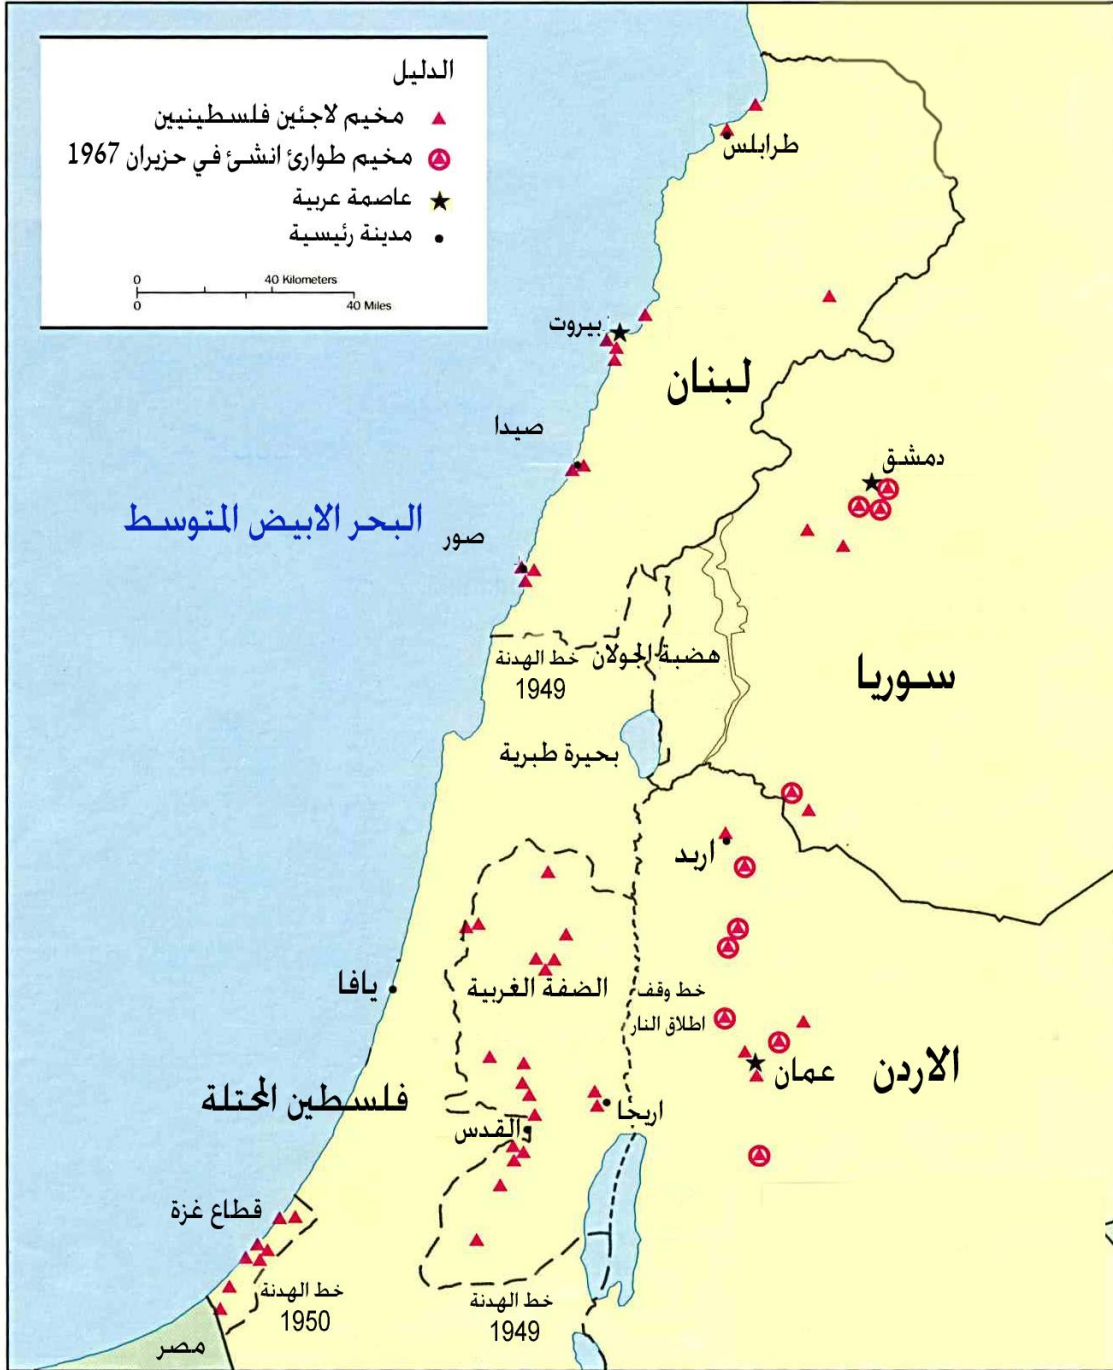 الدليل
مخيم لاجئين فلسطينيين
مخيم طوارئ انشئ في حزيران 1967
عاصمة عربية
مدينة رئيسية
0 40 Kilometers
0 40 Miles
طرابلس
بيروت
لبنان
صيدا
دمشق
البحر الابيض المتوسط
صور
هضبة الجولان
خط الهدنة
1949
سوريا
بحيرة طبرية
اربد
الضفة الغربية
يافا
خط وقف
اطلاق النار
عمان
الاردن
فلسطين المحتلة
اريحا
القدس
قطاع غزة
خط الهدنة
1950
خط الهدنة
1949
مصر